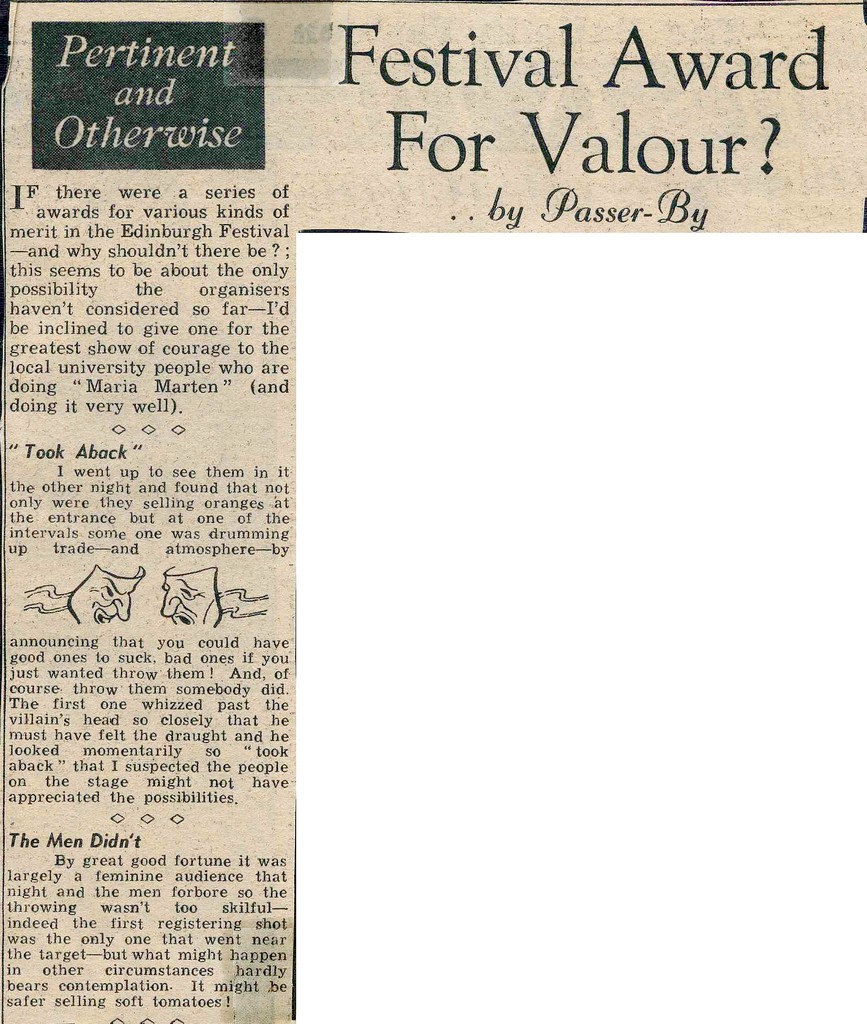 Pertinent
and
Otherwise
Festival Award
For Valour?
.. by Passer-By
IF there were a series of
awards for various kinds of
merit in the Edinburgh Festival
—and why shouldn't there be?;
this seems to be about the only
possibility the organisers
haven't considered so far—I'd
be inclined to give one for the
greatest show of courage to the
local university people who are
doing "Maria Marten" (and
doing it very well).
"Took Aback"
I went up to see them in it
the other night and found that not
only were they selling oranges at
the entrance but at one of the
intervals some one was drumming
up trade—and atmosphere—by
announcing that you could have
good ones to suck, bad ones if you
just wanted throw them! And, of
course throw them somebody did.
The first one whizzed past the
villain's head so closely that he
must have felt the draught and he
looked momentarily so "took
aback" that I suspected the people
on the stage might not have
appreciated the possibilities.
The Men Didn't
By great good fortune it was
largely a feminine audience that
night and the men forbore so the
throwing wasn't too skilful—
indeed the first registering shot
was the only one that went near
the target—but what might happen
in other circumstances hardly
bears contemplation. It might be
safer selling soft tomatoes!